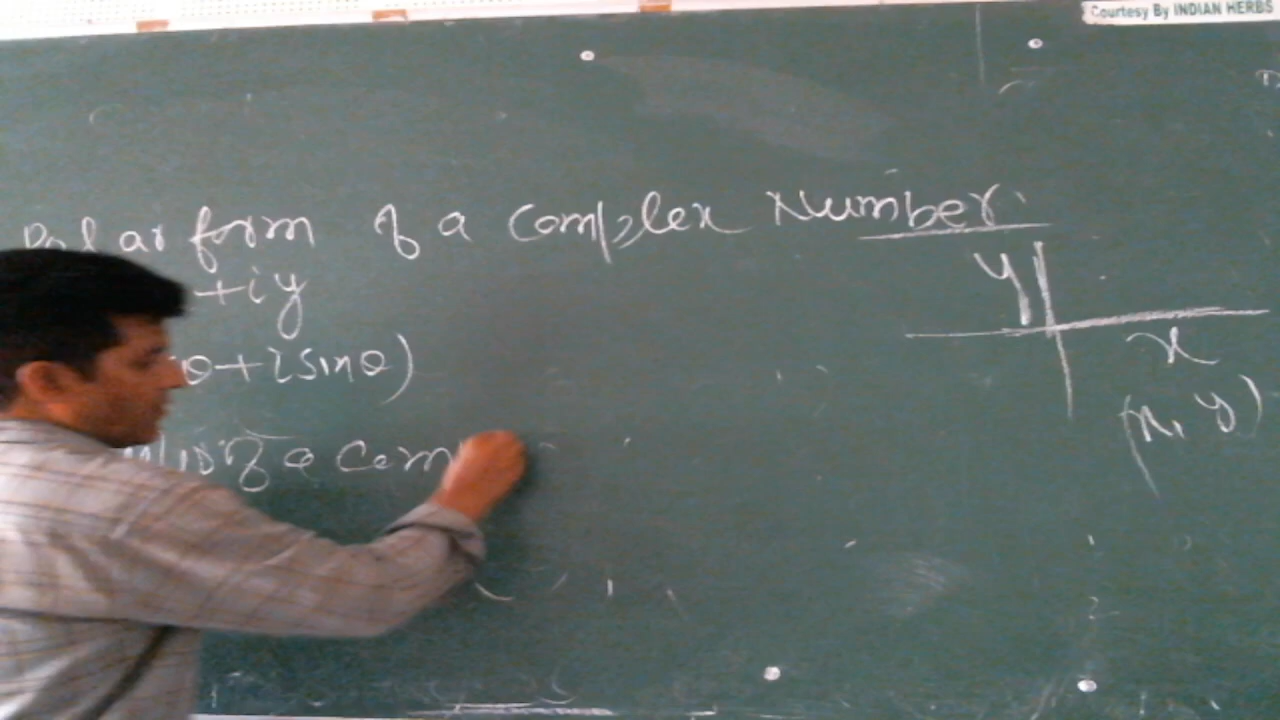 Courtesy By INDIAN HERBS
Polar form of a Complex Number
+iy
y
θ+isinθ)
x
(x, y)
of a Com